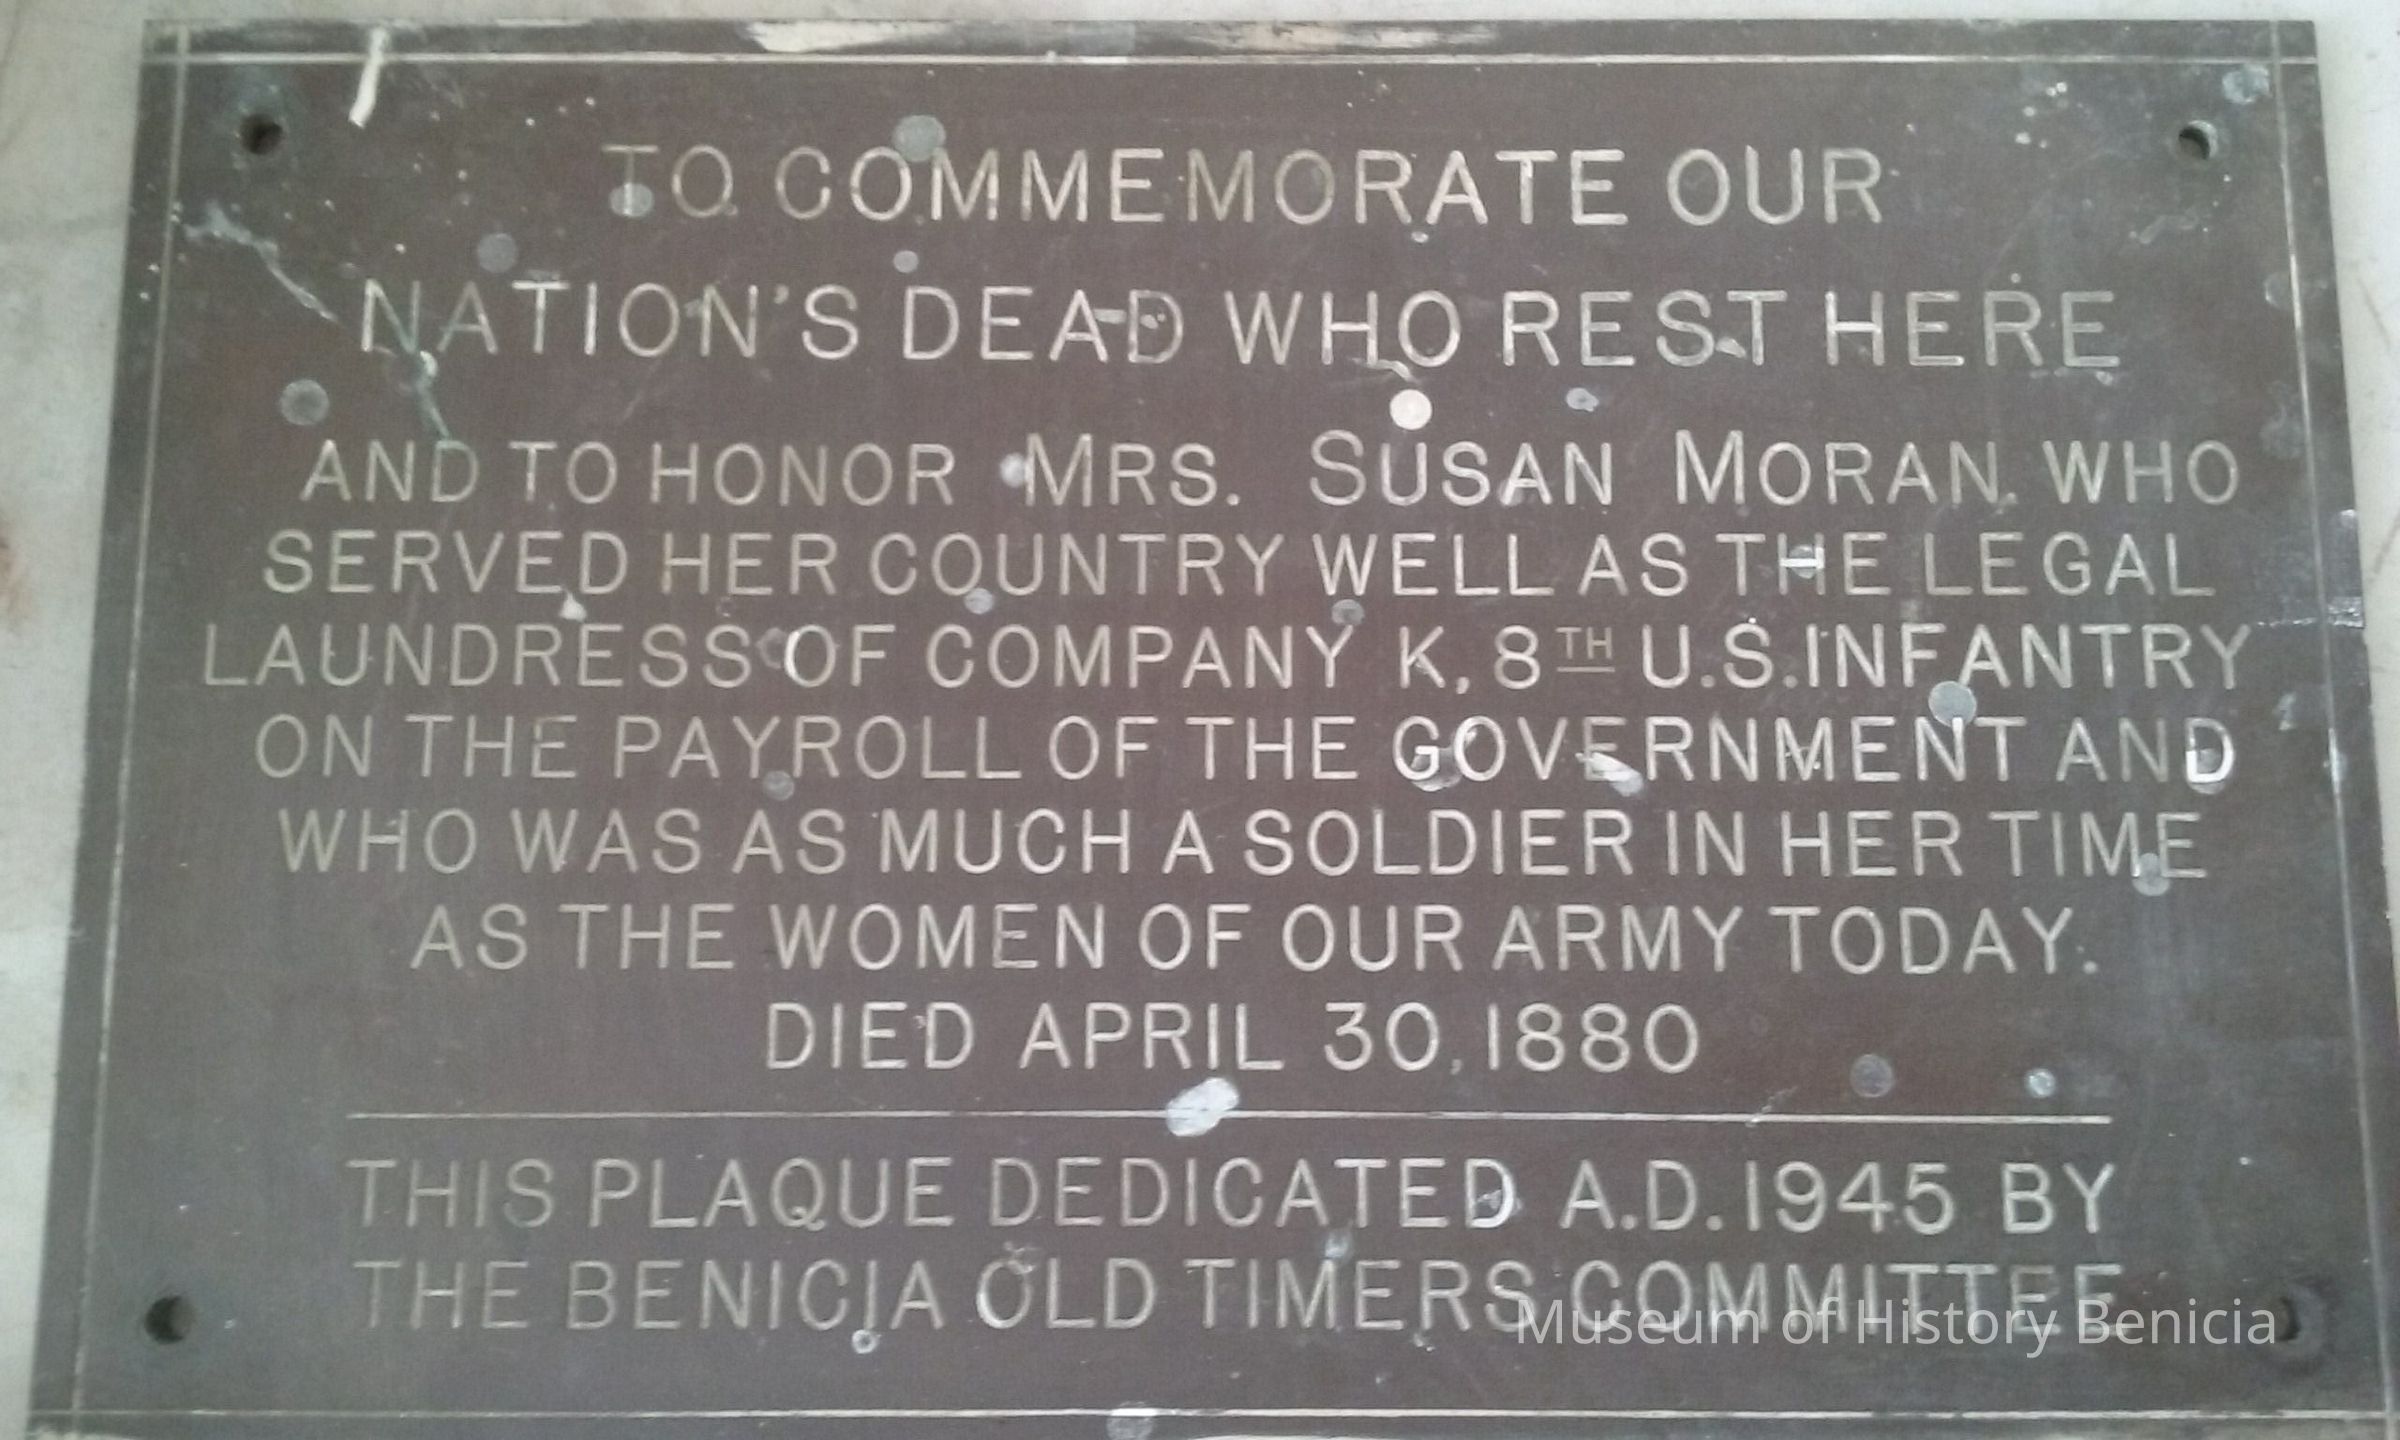 TO COMMEMORATE OUR
NATION'S DEAD WHO REST HERE
AND TO HONOR MRS. SUSAN MORAN, WHO
SERVED HER COUNTRY WELL AS THE LEGAL
LAUNDRESS OF COMPANY K, 8TH U.S. INFANTRY
ON THE PAYROLL OF THE GOVERNMENT AND
WHO WAS AS MUCH A SOLDIER IN HER TIME
AS THE WOMEN OF OUR ARMY TODAY.
DIED APRIL 30, 1880
THIS PLAQUE DEDICATED A.D. 1945 BY
THE BENICIA OLD TIMERS COMMITTEE
Museum of History Benicia